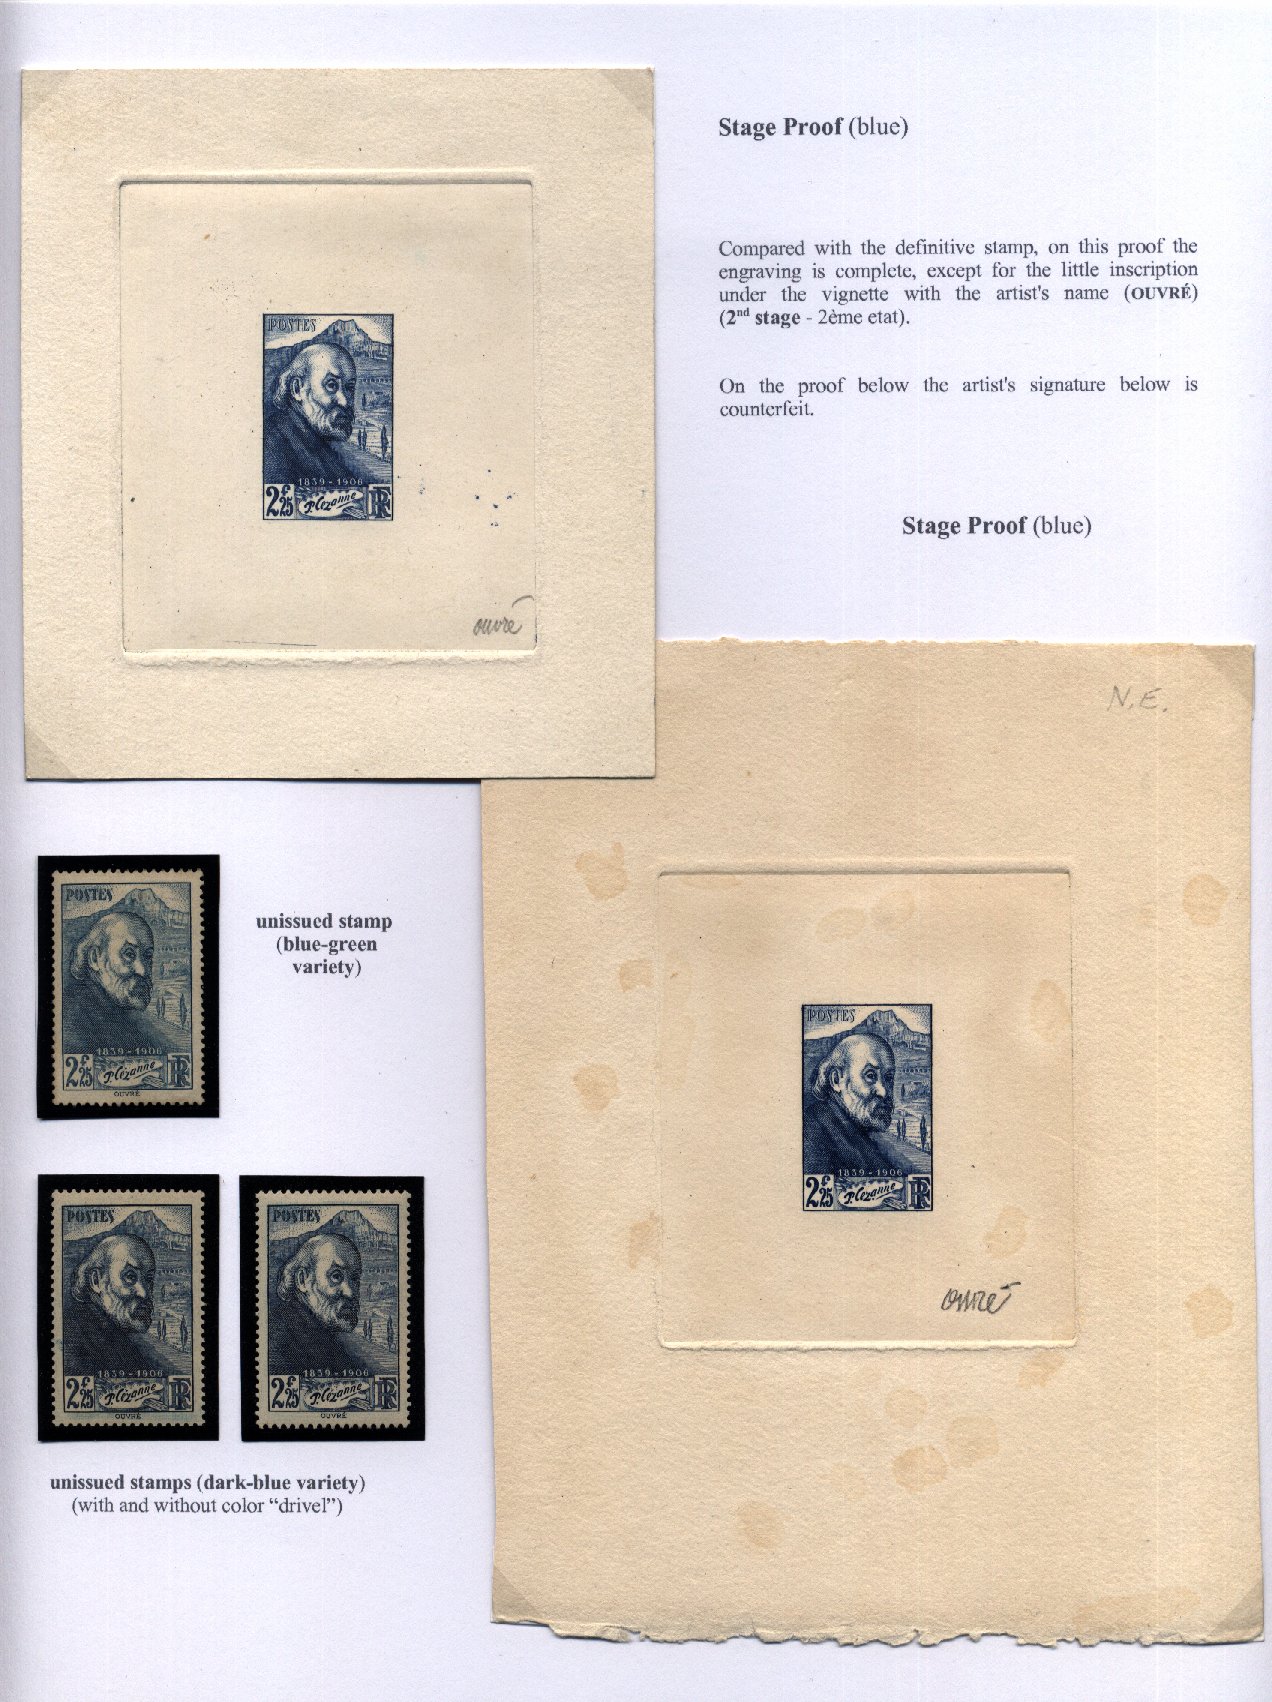 Stage Proof (blue)
Compared with the definitive stamp, on this proof the
engraving is complete, except for the little inscription
under the vignette with the artist's name (OUVRÉ)
(2nd stage - 2ème etat).
On the proof below the artist's signature below is
counterfeit.
POSTES
1839-1906
2F25
P. Cézanne
RF
ouvré
Stage Proof (blue)
N.E.
POSTES
1839-1906
2F25
P. Cézanne
RF
ouvré
POSTES
1839-1906
2F25
P. Cézanne
RF
OUVRÉ
unissued stamp
(blue-green
variety)
POSTES
1839-1906
2F25
P. Cézanne
RF
OUVRÉ
POSTES
1839-1906
2F25
P. Cézanne
RF
OUVRÉ
unissued stamps (dark-blue variety)
(with and without color “drivel”)